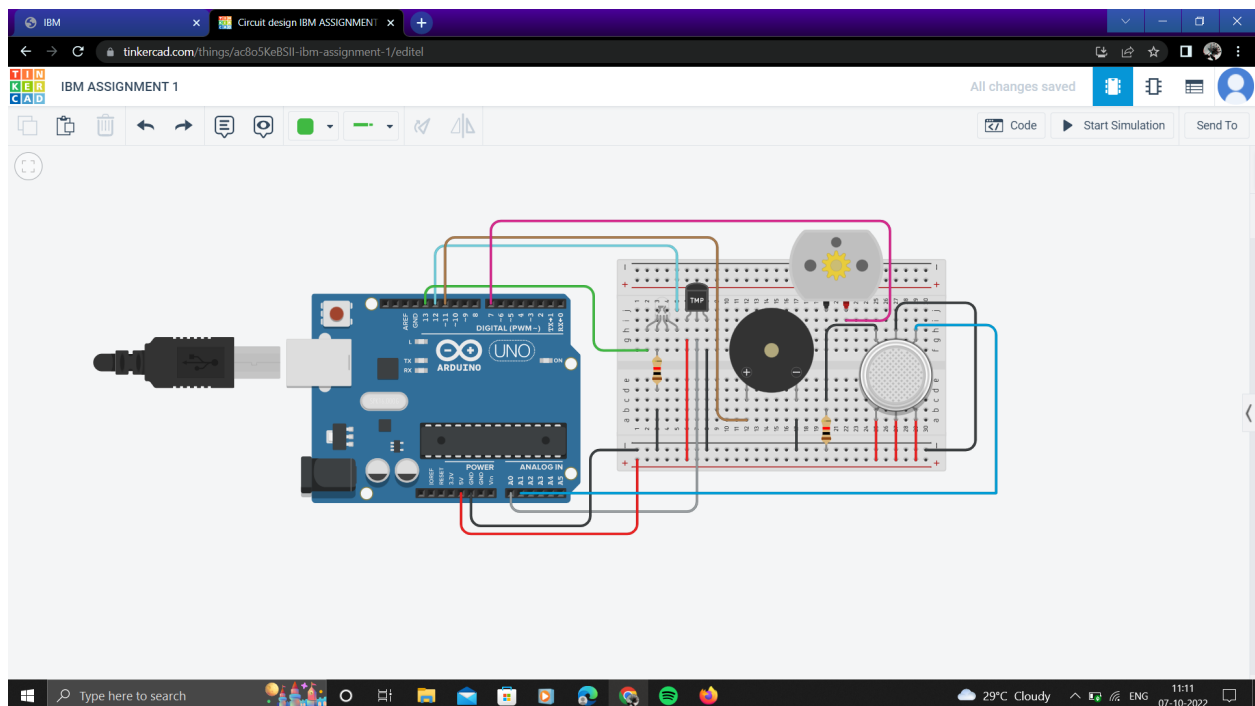 IBM
Circuit design IBM ASSIGNMENT
tinkercad.com/things/ac8o5KeBSII-ibm-assignment-1/editel
TIN
KER
CAD
IBM ASSIGNMENT 1
All changes saved
Code
Start Simulation
Send To
AREF
GND
13
12
~11
~10
~9
8
7
~6
~5
4
~3
2
TX→1
RX←0
DIGITAL (PWM~)
L
TX
RX
UNO
ON
ARDUINO
TMP
POWER
ANALOG IN
IOREF
RESET
3.3V
5V
GND
GND
Vin
A0
A1
A2
A3
A4
A5
Type here to search
29°C Cloudy
ENG
11:11
07-10-2022